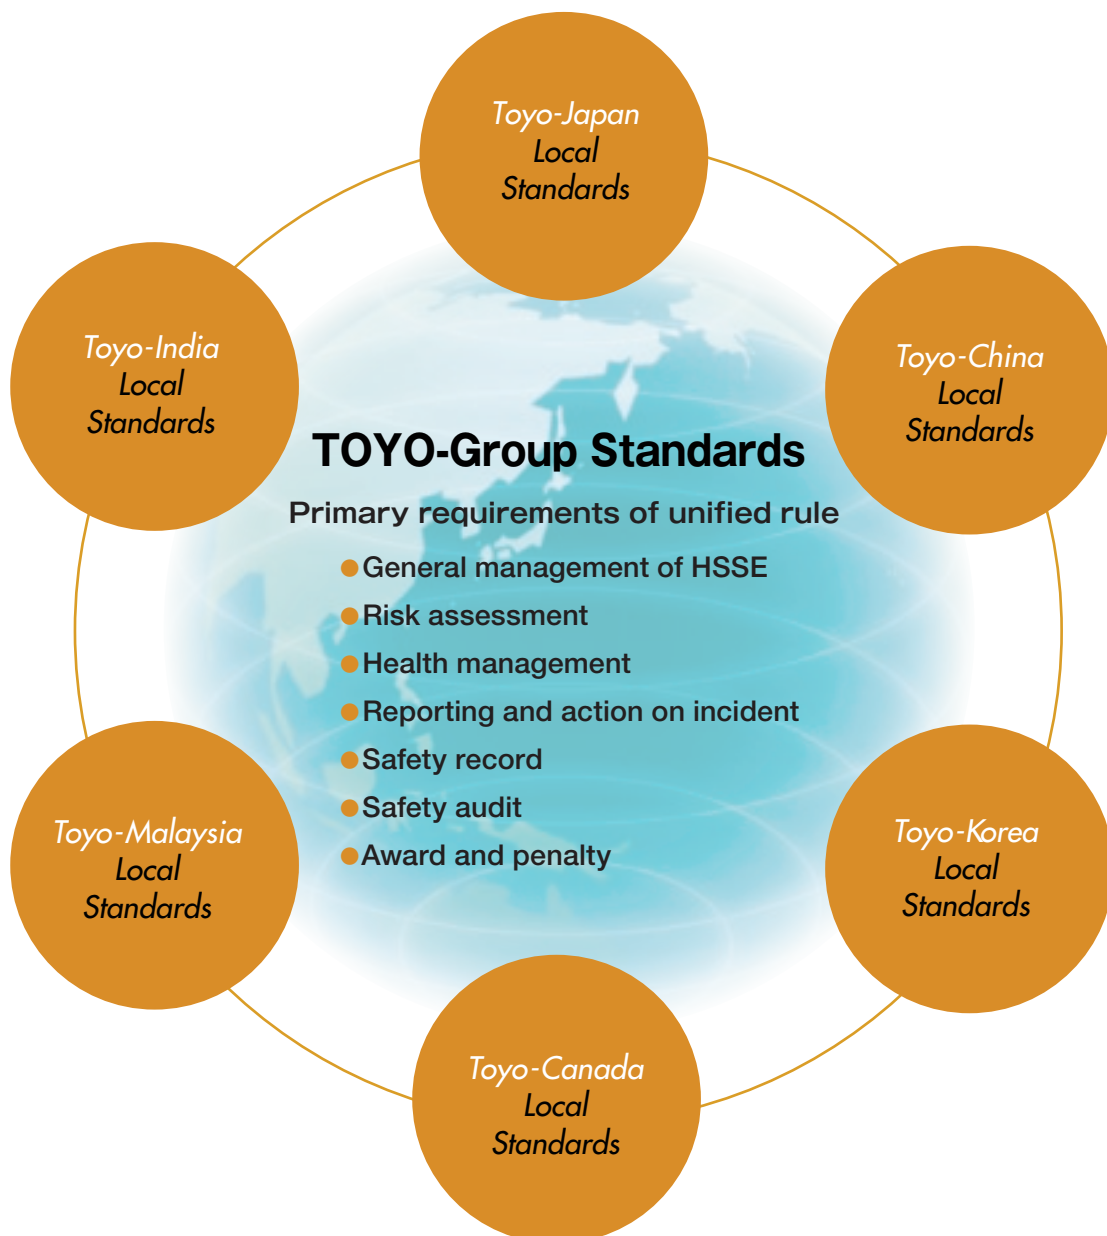 Toyo-Japan
Local
Standards
Toyo-India
Local
Standards
Toyo-China
Local
Standards
TOYO-Group Standards
Primary requirements of unified rule
●General management of HSSE
●Risk assessment
●Health management
●Reporting and action on incident
●Safety record
●Safety audit
●Award and penalty
Toyo-Malaysia
Local
Standards
Toyo-Korea
Local
Standards
Toyo-Canada
Local
Standards